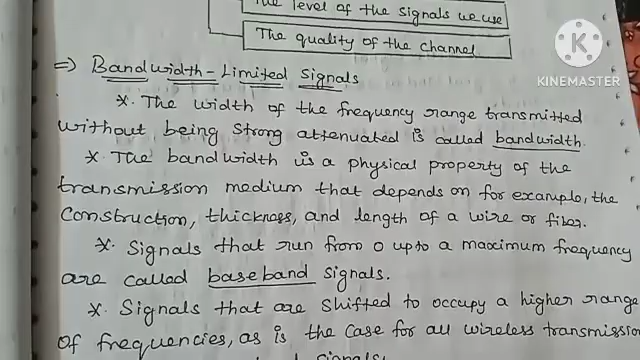 The level of the signals we use
The quality of the channel.
K
KINEMASTER
=> Bandwidth-Limited Signals
*. The width of the frequency range transmitted
without being strong attenuated is called bandwidth.
* The bandwidth is a physical property of the
transmission medium that depends on for example, the
construction, thickness, and length of a wire or fiber.
*. Signals that run from 0 upto a maximum frequency
are called baseband signals.
*. Signals that are shifted to occupy a higher range
of frequencies, as is the case for all wireless transmission
signals.